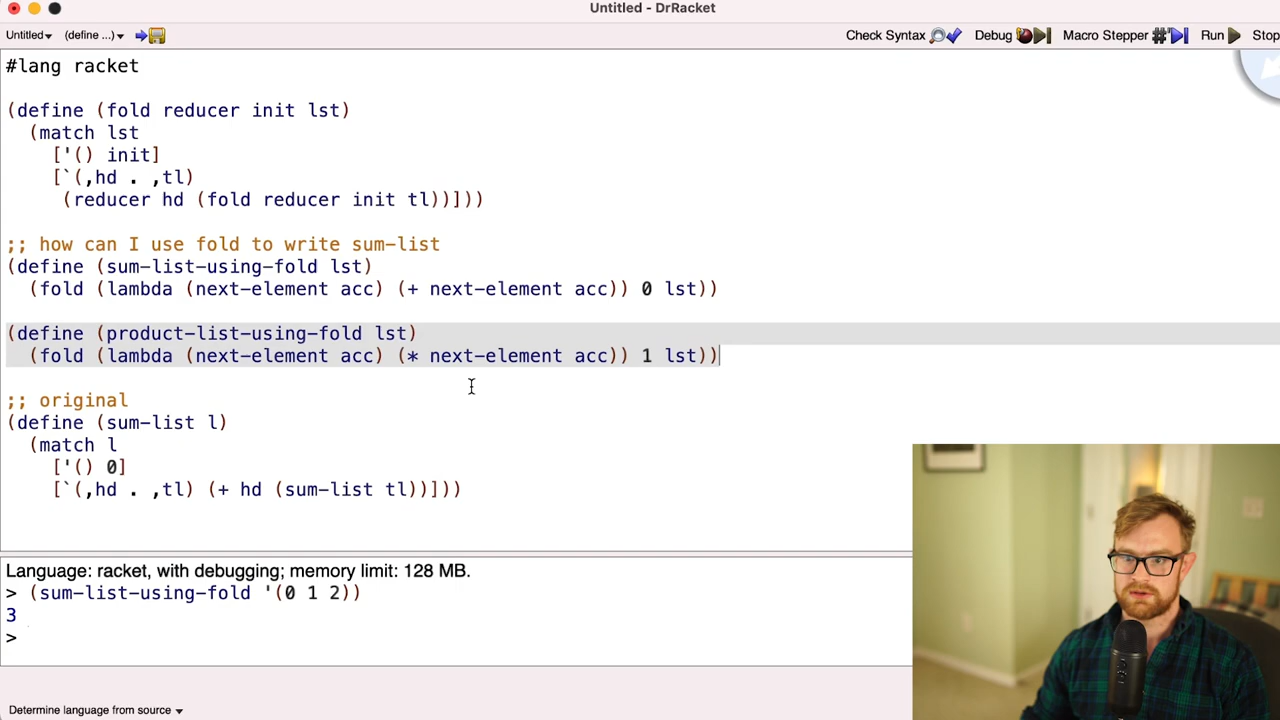 Untitled - DrRacket
Untitled▾ (define ...)▾ Check Syntax Debug Macro Stepper Run Stop
#lang racket
(define (fold reducer init lst)
  (match lst
    ['() init]
    [`(,hd . ,tl)
     (reducer hd (fold reducer init tl))]))
;; how can I use fold to write sum-list
(define (sum-list-using-fold lst)
  (fold (lambda (next-element acc) (+ next-element acc)) 0 lst))
(define (product-list-using-fold lst)
  (fold (lambda (next-element acc) (* next-element acc)) 1 lst))
;; original
(define (sum-list l)
  (match l
    ['() 0]
    [`(,hd . ,tl) (+ hd (sum-list tl))]))
Language: racket, with debugging; memory limit: 128 MB.
> (sum-list-using-fold '(0 1 2))
3
>
Determine language from source ▾